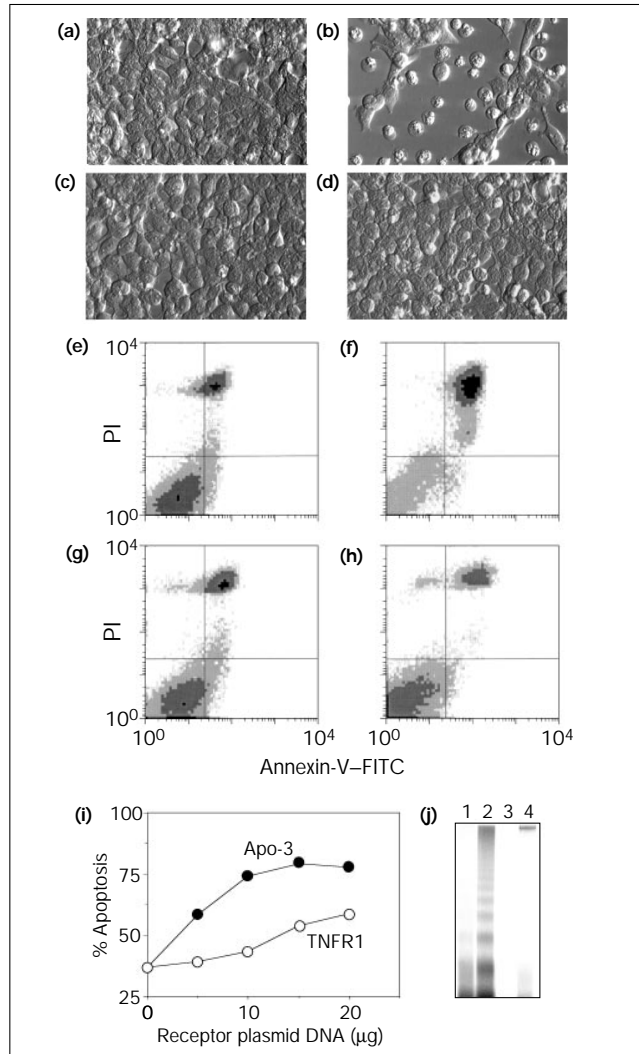 (a) (b)
(c) (d)
(e) (f)
10⁴
PI
10⁰
(g) (h)
10⁴
PI
10⁰
10⁰ 10⁴ 10⁰ 10⁴
Annexin-V–FITC
(i) (j)
100 1 2 3 4
Apo-3
75
% Apoptosis
50
TNFR1
25
0 10 20
Receptor plasmid DNA (µg)